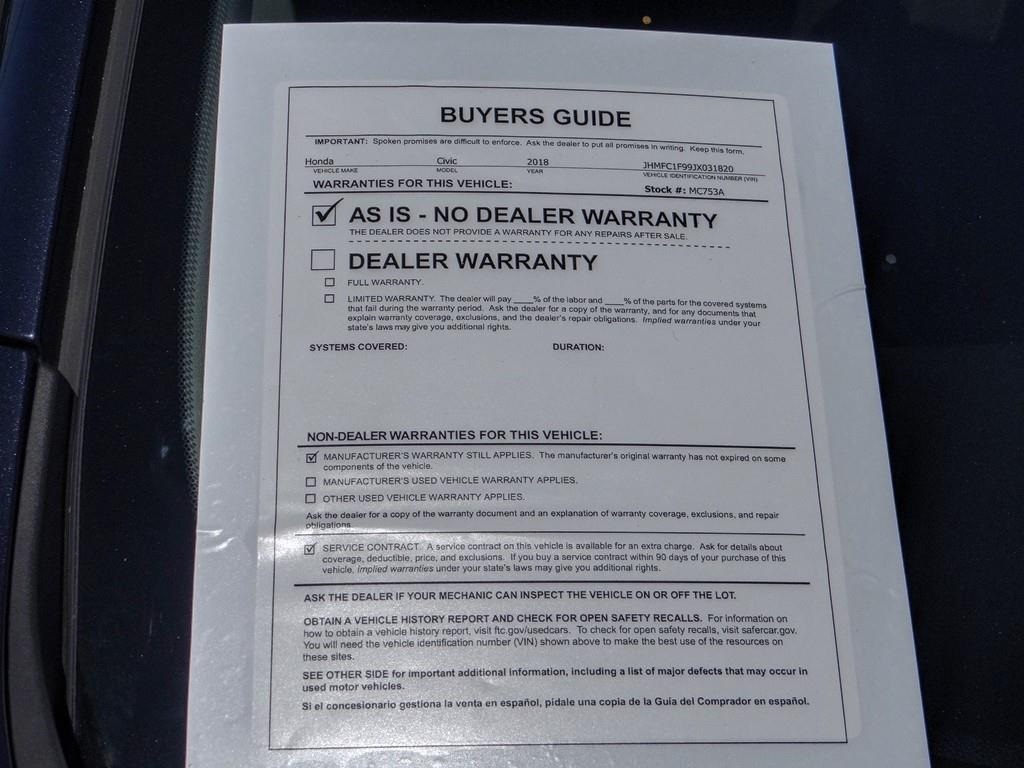 BUYERS GUIDE
IMPORTANT: Spoken promises are difficult to enforce. Ask the dealer to put all promises in writing. Keep this form.
Honda Civic 2018 JHMFC1F99JX031820
VEHICLE MAKE MODEL YEAR VEHICLE IDENTIFICATION NUMBER (VIN)
WARRANTIES FOR THIS VEHICLE: Stock #: MC753A
AS IS - NO DEALER WARRANTY
THE DEALER DOES NOT PROVIDE A WARRANTY FOR ANY REPAIRS AFTER SALE.
DEALER WARRANTY
FULL WARRANTY.
LIMITED WARRANTY. The dealer will pay ____% of the labor and ____% of the parts for the covered systems
that fail during the warranty period. Ask the dealer for a copy of the warranty, and for any documents that
explain warranty coverage, exclusions, and the dealer's repair obligations. Implied warranties under your
state's laws may give you additional rights.
SYSTEMS COVERED: DURATION:
NON-DEALER WARRANTIES FOR THIS VEHICLE:
MANUFACTURER'S WARRANTY STILL APPLIES. The manufacturer's original warranty has not expired on some
components of the vehicle.
MANUFACTURER'S USED VEHICLE WARRANTY APPLIES.
OTHER USED VEHICLE WARRANTY APPLIES.
Ask the dealer for a copy of the warranty document and an explanation of warranty coverage, exclusions, and repair
obligations.
SERVICE CONTRACT. A service contract on this vehicle is available for an extra charge. Ask for details about
coverage, deductible, price, and exclusions. If you buy a service contract within 90 days of your purchase of this
vehicle, implied warranties under your state's laws may give you additional rights.
ASK THE DEALER IF YOUR MECHANIC CAN INSPECT THE VEHICLE ON OR OFF THE LOT.
OBTAIN A VEHICLE HISTORY REPORT AND CHECK FOR OPEN SAFETY RECALLS. For information on
how to obtain a vehicle history report, visit ftc.gov/usedcars. To check for open safety recalls, visit safercar.gov.
You will need the vehicle identification number (VIN) shown above to make the best use of the resources on
these sites.
SEE OTHER SIDE for important additional information, including a list of major defects that may occur in
used motor vehicles.
Si el concesionario gestiona la venta en español, pídale una copia de la Guía del Comprador en español.